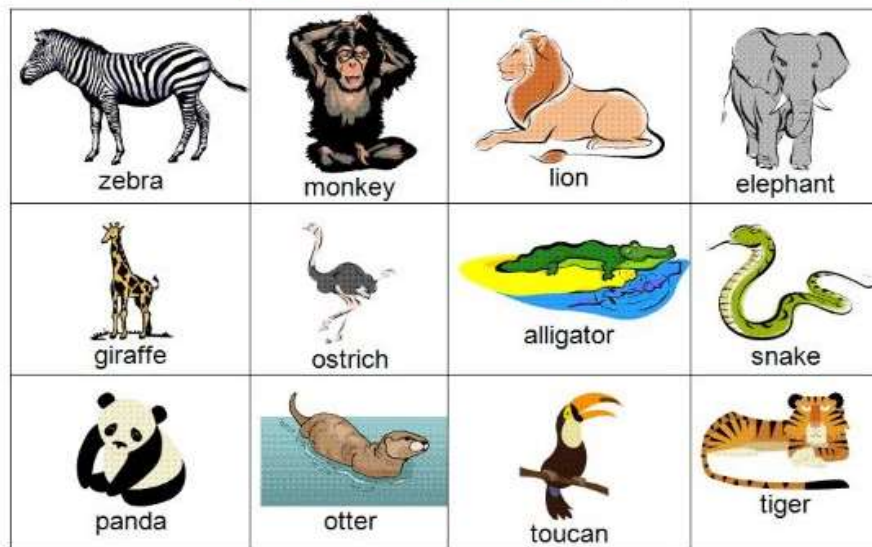 zebra
monkey
lion
elephant
giraffe
ostrich
alligator
snake
panda
otter
toucan
tiger